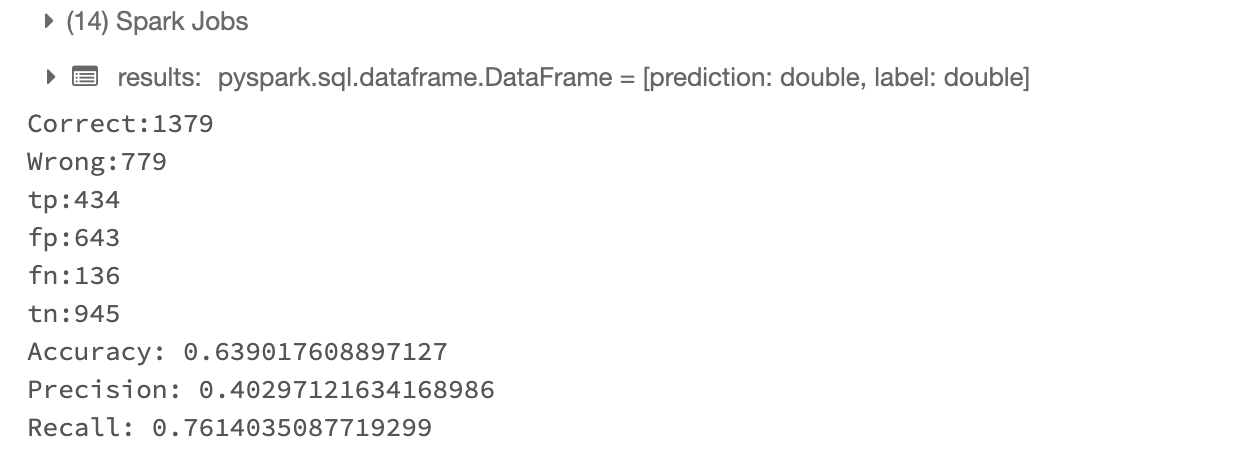 (14) Spark Jobs
results: pyspark.sql.dataframe.DataFrame = [prediction: double, label: double]
Correct:1379
Wrong:779
tp:434
fp:643
fn:136
tn:945
Accuracy: 0.639017608897127
Precision: 0.40297121634168986
Recall: 0.7614035087719299